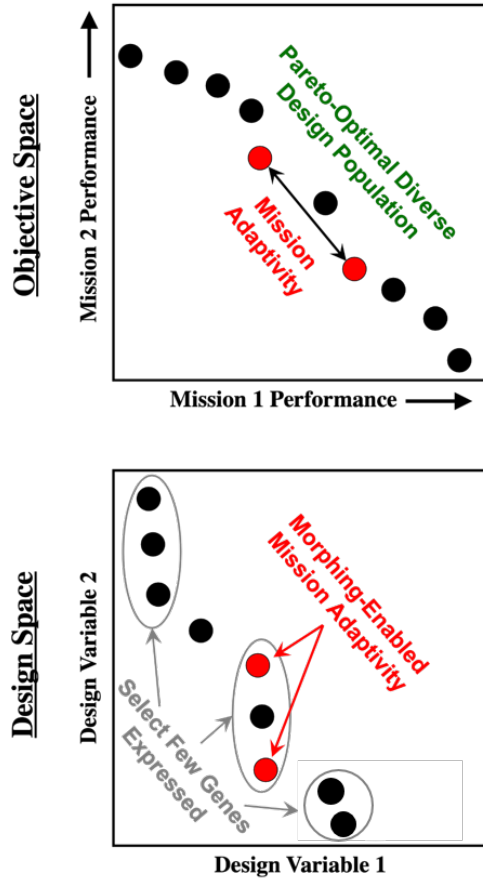 Objective Space
Mission 2 Performance
Pareto-Optimal Diverse
Design Population
Mission
Adaptivity
Mission 1 Performance
Design Space
Design Variable 2
Morphing-Enabled
Mission Adaptivity
Select Few Genes
Expressed
Design Variable 1